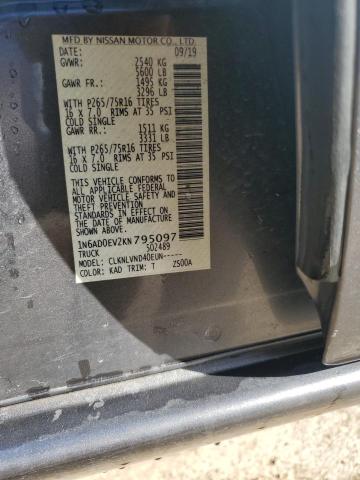 MFD BY NISSAN MOTOR CO., LTD.
DATE: 09/19
GVWR: 2540 KG
5600 LB
GAWR FR.: 1495 KG
3296 LB
WITH P265/75R16 TIRES
16 X 7.0 RIMS AT 35 PSI
COLD SINGLE
GAWR RR.: 1511 KG
3331 LB
WITH P265/75R16 TIRES
16 X 7.0 RIMS AT 35 PSI
COLD SINGLE
THIS VEHICLE CONFORMS TO
ALL APPLICABLE FEDERAL
MOTOR VEHICLE SAFETY AND
THEFT PREVENTION
STANDARDS IN EFFECT ON
THE DATE OF MANUFACTURE
SHOWN ABOVE.
1N6AD0EV2KN795097
TRUCK S02489
MODEL: CLKNLVND40EUN-----
COLOR: KAD TRIM: T ZS00A